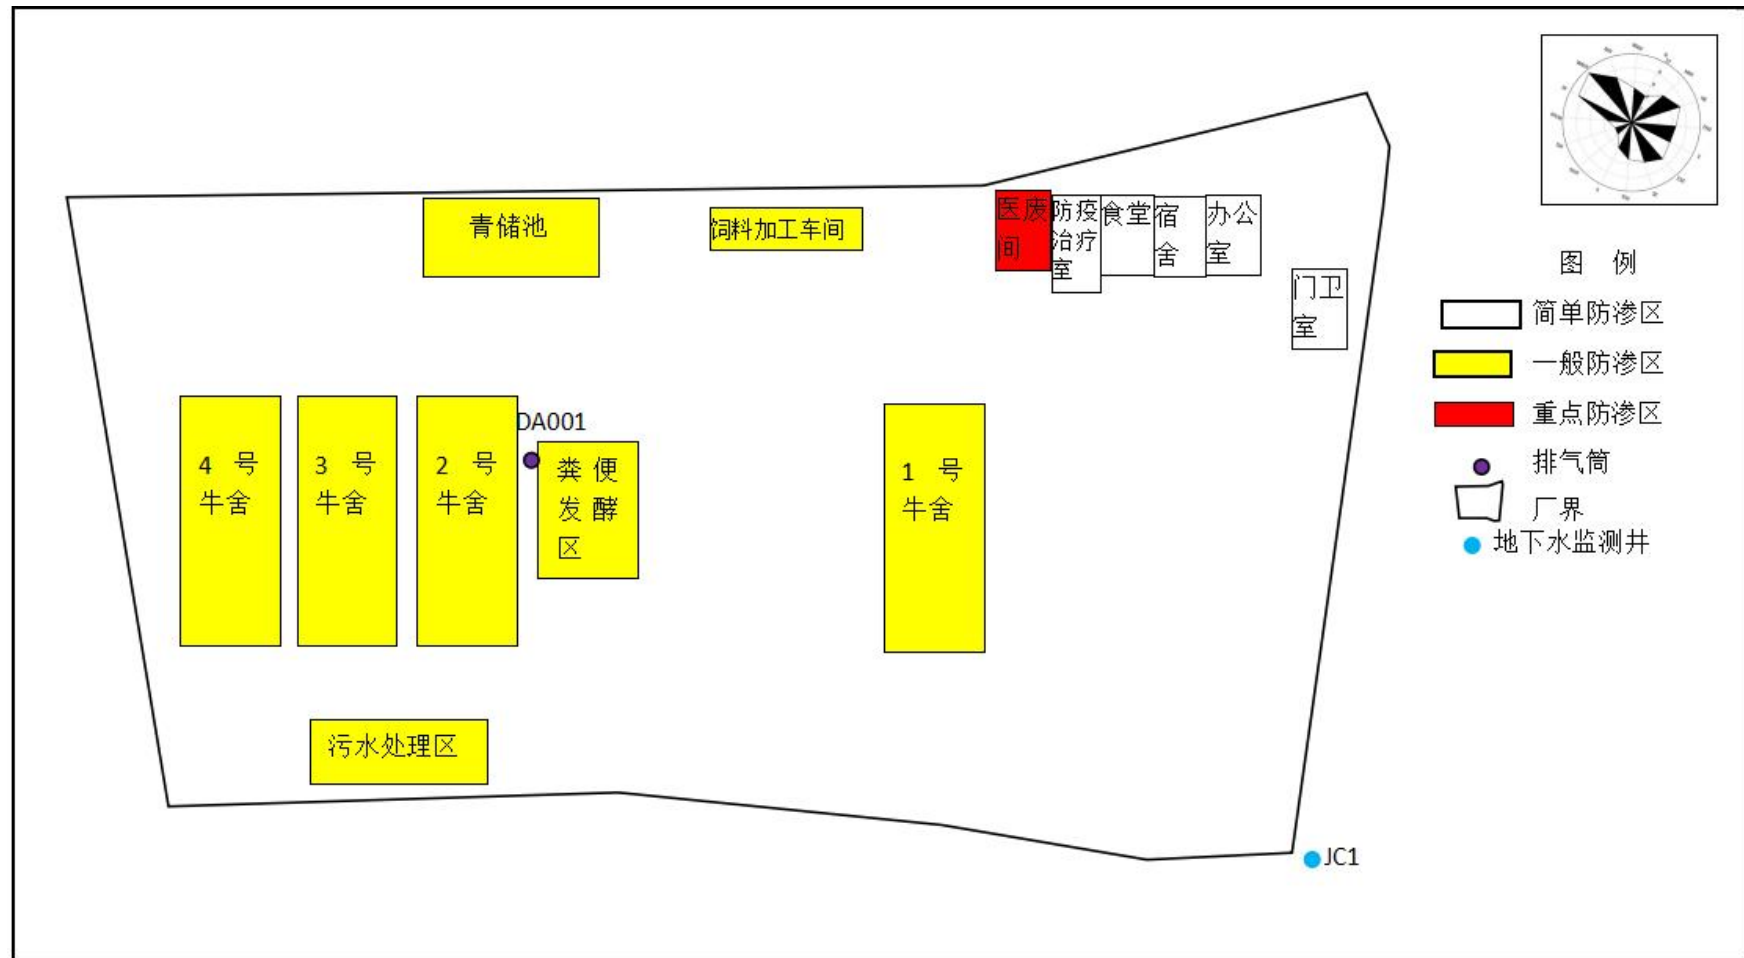 青储池
饲料加工车间
医废
间
防疫
治疗
室
食堂
宿
舍
办公
室
门卫
室
图 例
简单防渗区
一般防渗区
重点防渗区
排气筒
厂界
地下水监测井
4 号
牛舍
3 号
牛舍
2 号
牛舍
DA001
粪 便
发 酵
区
1 号
牛舍
污水处理区
JC1